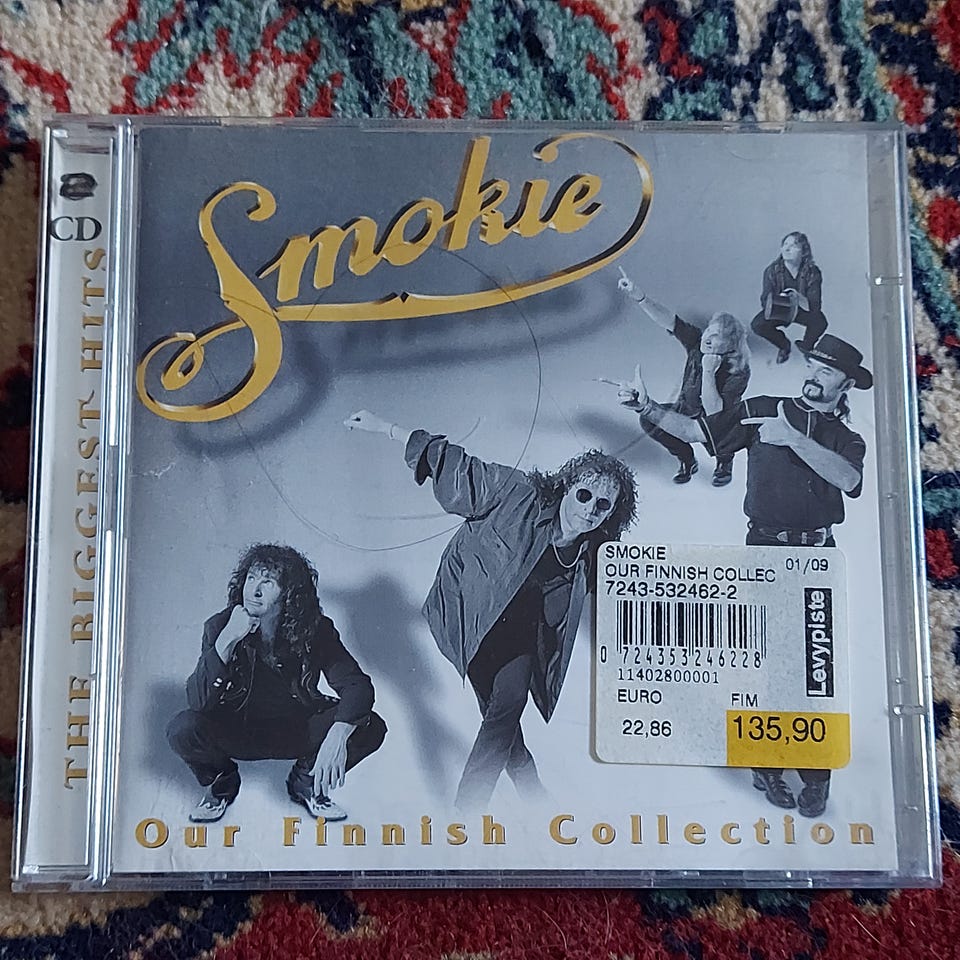 2
CD
THE BIGGEST HITS
Smokie
SMOKIE
OUR FINNISH COLLEC
01/09
7243-532462-2
Levypiste
0 724353 246228
11402800001
EURO FIM
22,86 135,90
Our Finnish Collection